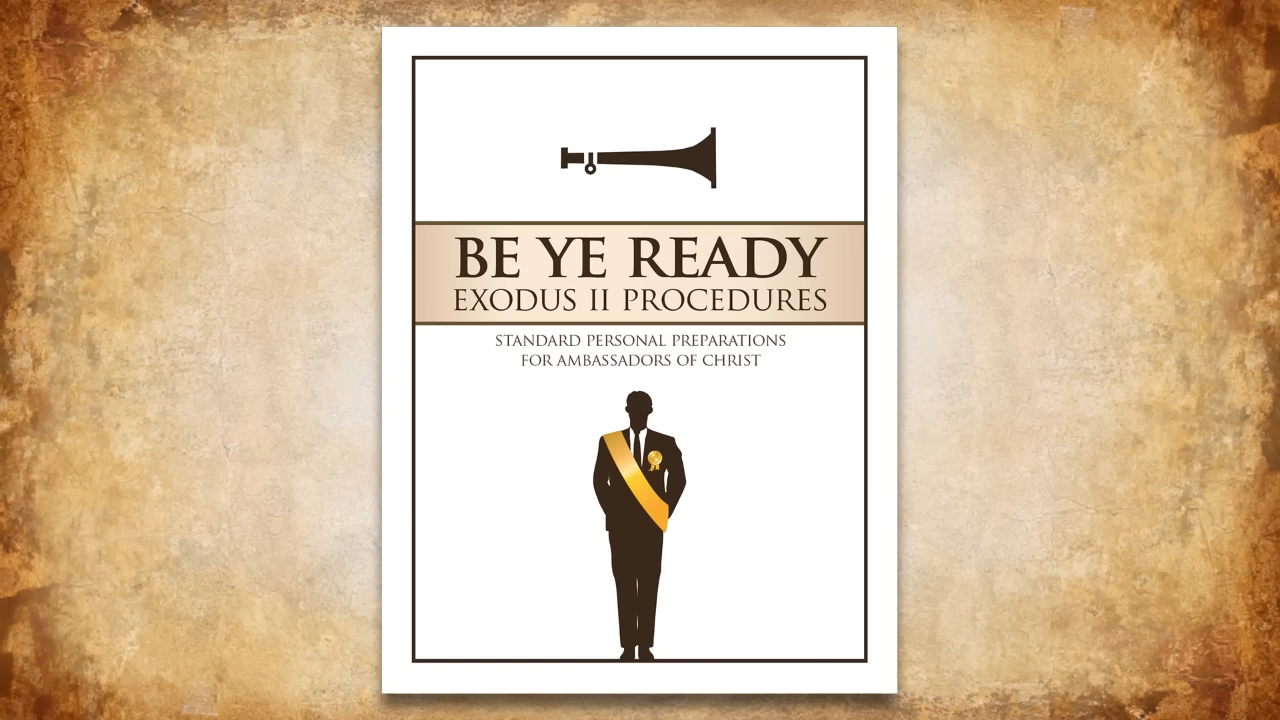 BE YE READY
EXODUS II PROCEDURES
STANDARD PERSONAL PREPARATIONS
FOR AMBASSADORS OF CHRIST